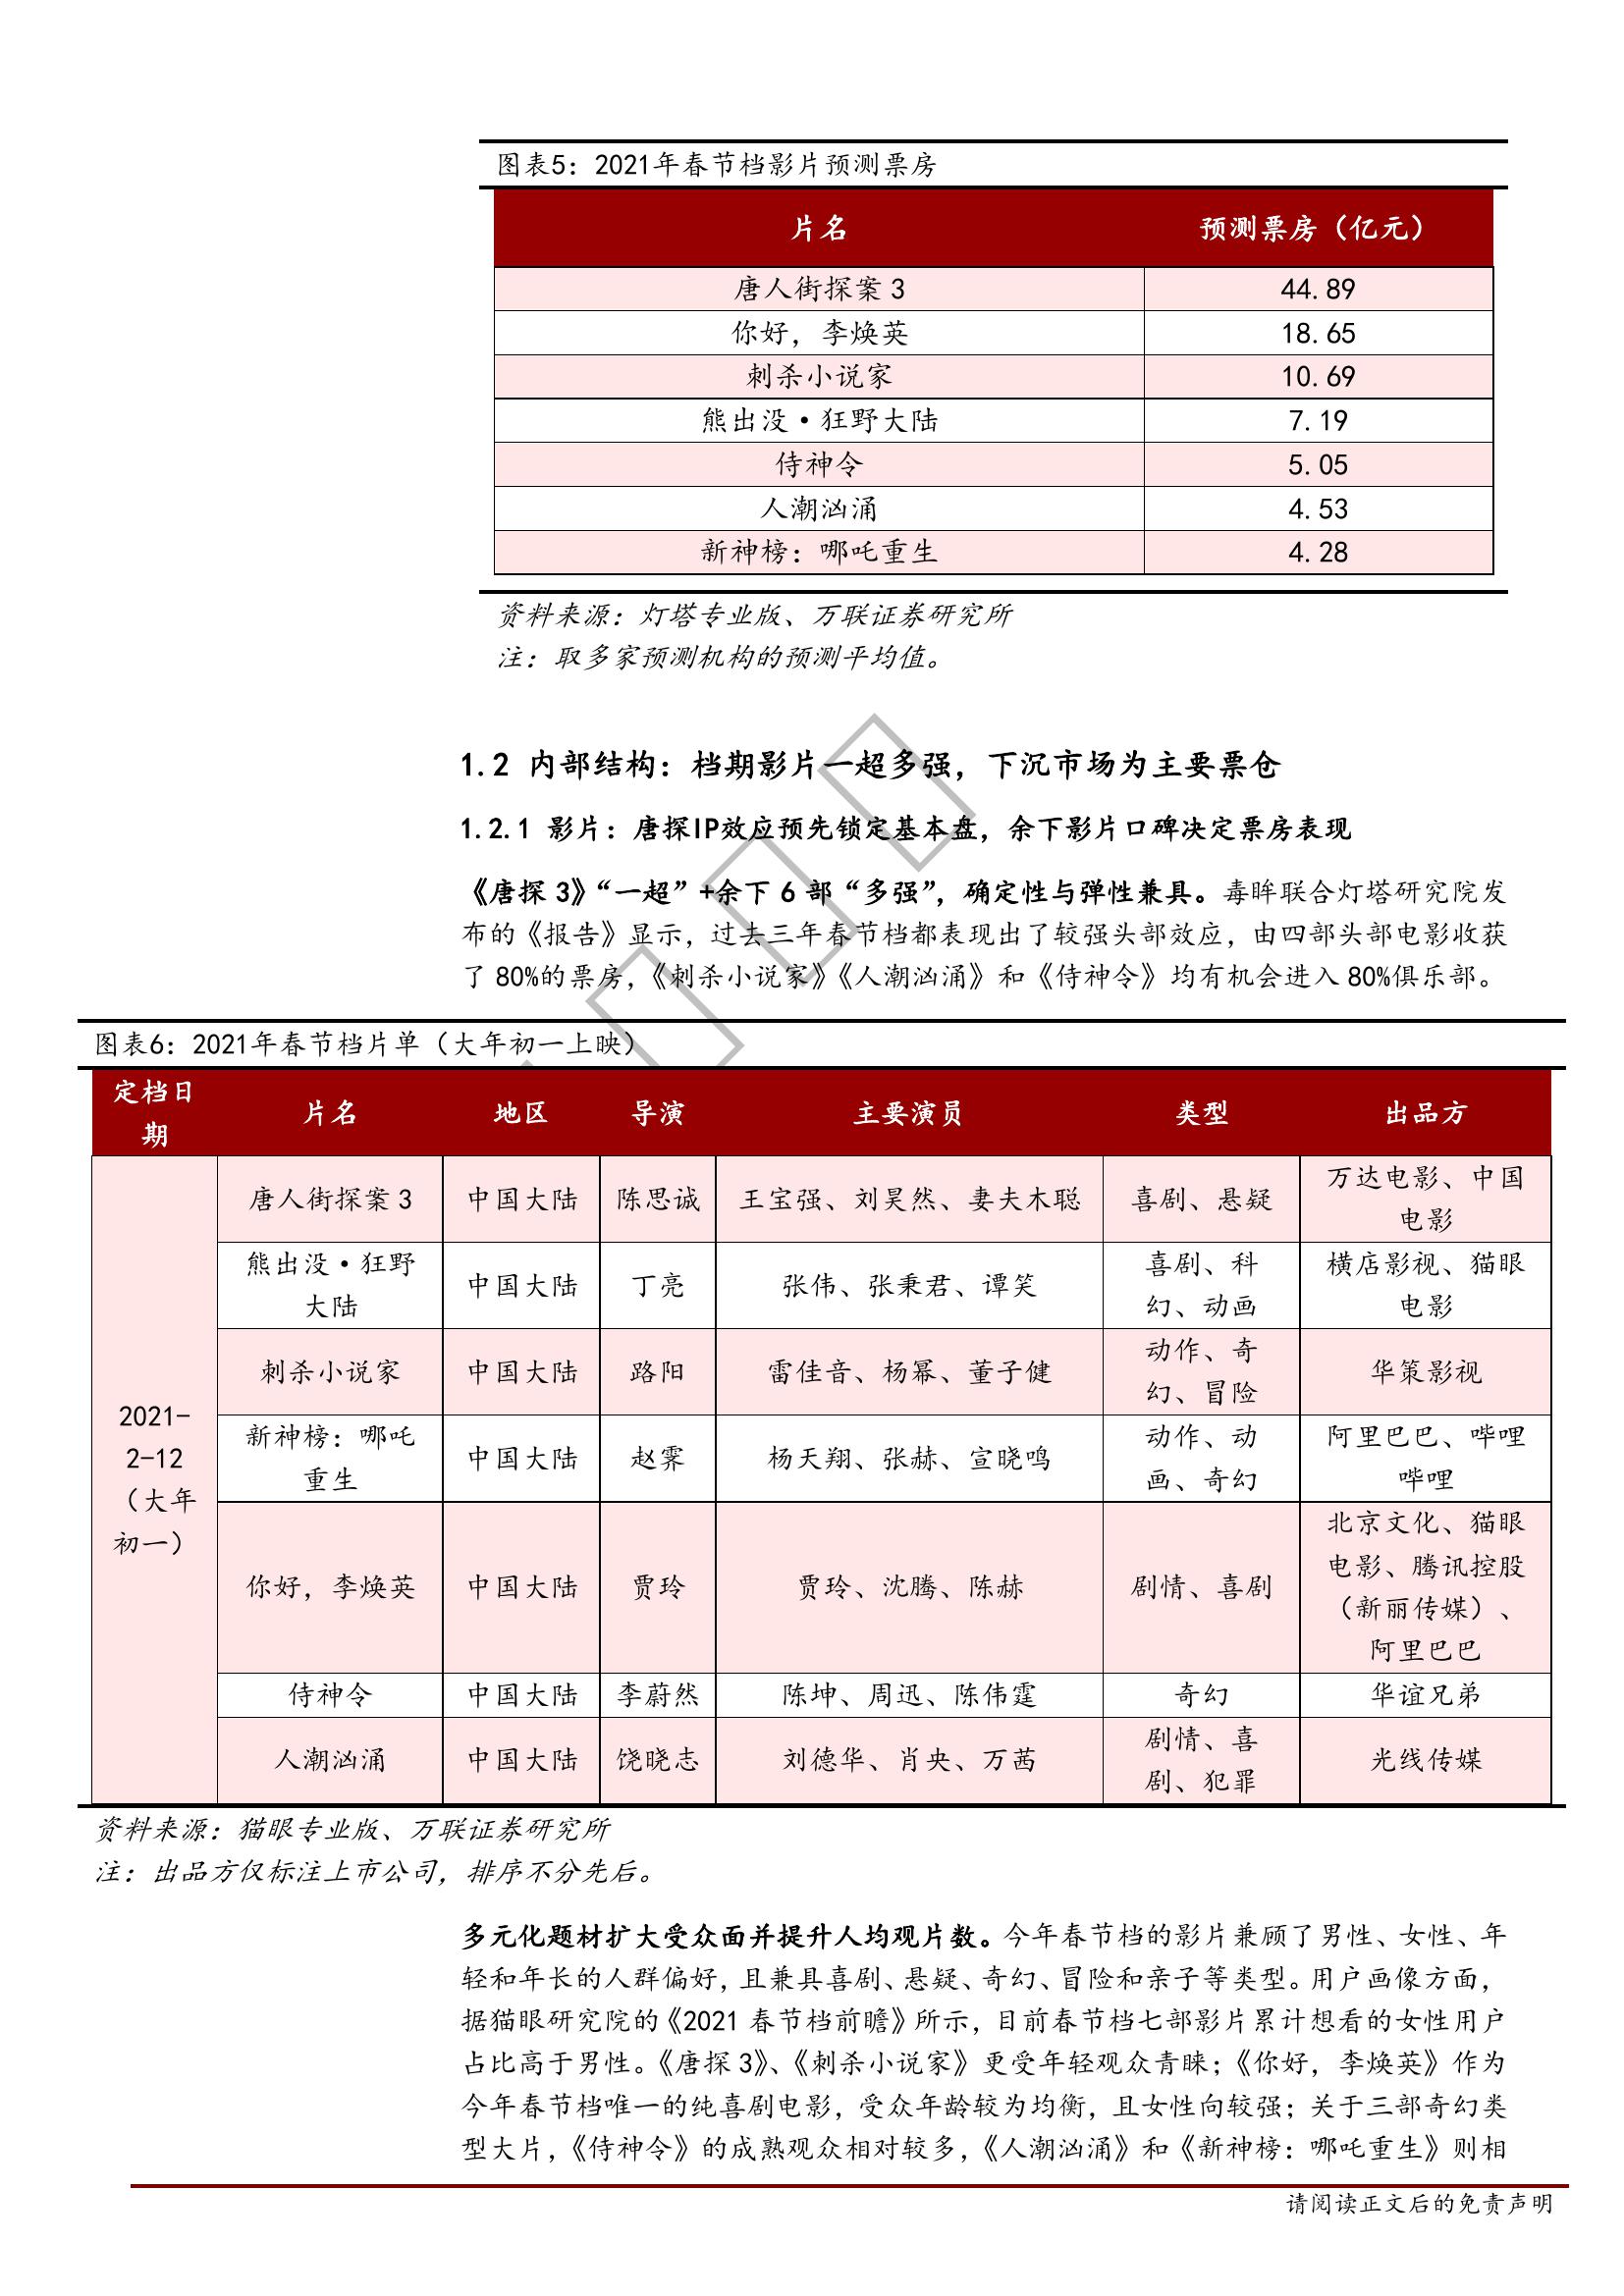 图表5：2021年春节档影片预测票房
片名 预测票房（亿元）
唐人街探案 3 44.89
你好，李焕英 18.65
刺杀小说家 10.69
熊出没·狂野大陆 7.19
侍神令 5.05
人潮汹涌 4.53
新神榜：哪吒重生 4.28
资料来源：灯塔专业版、万联证券研究所
注：取多家预测机构的预测平均值。
1.2 内部结构：档期影片一超多强，下沉市场为主要票仓
1.2.1 影片：唐探IP效应预先锁定基本盘，余下影片口碑决定票房表现
《唐探 3》“一超”+余下 6 部“多强”，确定性与弹性兼具。毒眸联合灯塔研究院发
布的《报告》显示，过去三年春节档都表现出了较强头部效应，由四部头部电影收获
了 80%的票房，《刺杀小说家》《人潮汹涌》和《侍神令》均有机会进入 80%俱乐部。
图表6：2021年春节档片单（大年初一上映）
定档日
期
片名 地区 导演 主要演员 类型 出品方
2021-
2-12
（大年
初一）
唐人街探案 3 中国大陆 陈思诚 王宝强、刘昊然、妻夫木聪 喜剧、悬疑
万达电影、中国
电影
熊出没·狂野
大陆
中国大陆 丁亮 张伟、张秉君、谭笑
喜剧、科
幻、动画
横店影视、猫眼
电影
刺杀小说家 中国大陆 路阳 雷佳音、杨幂、董子健
动作、奇
幻、冒险
华策影视
新神榜：哪吒
重生
中国大陆 赵霁 杨天翔、张赫、宣晓鸣
动作、动
画、奇幻
阿里巴巴、哔哩
哔哩
你好，李焕英 中国大陆 贾玲 贾玲、沈腾、陈赫 剧情、喜剧
北京文化、猫眼
电影、腾讯控股
（新丽传媒）、
阿里巴巴
侍神令 中国大陆 李蔚然 陈坤、周迅、陈伟霆 奇幻 华谊兄弟
人潮汹涌 中国大陆 饶晓志 刘德华、肖央、万茜
剧情、喜
剧、犯罪
光线传媒
资料来源：猫眼专业版、万联证券研究所
注：出品方仅标注上市公司，排序不分先后。
多元化题材扩大受众面并提升人均观片数。今年春节档的影片兼顾了男性、女性、年
轻和年长的人群偏好，且兼具喜剧、悬疑、奇幻、冒险和亲子等类型。用户画像方面，
据猫眼研究院的《2021 春节档前瞻》所示，目前春节档七部影片累计想看的女性用户
占比高于男性。《唐探 3》、《刺杀小说家》更受年轻观众青睐；《你好，李焕英》作为
今年春节档唯一的纯喜剧电影，受众年龄较为均衡，且女性向较强；关于三部奇幻类
型大片，《侍神令》的成熟观众相对较多，《人潮汹涌》和《新神榜：哪吒重生》则相
请阅读正文后的免责声明